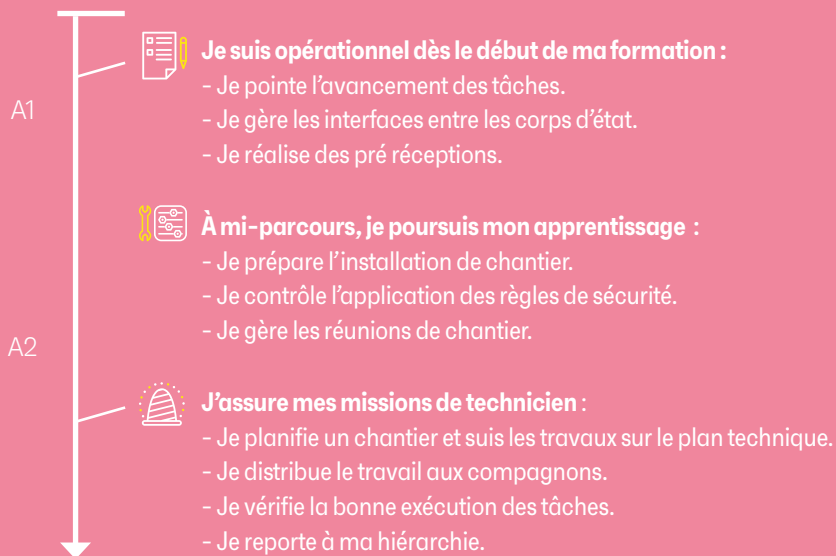 Je suis opérationnel dès le début de ma formation :
- Je pointe l'avancement des tâches.
A1
- Je gère les interfaces entre les corps d'état.
- Je réalise des pré réceptions.
À mi-parcours, je poursuis mon apprentissage :
- Je prépare l'installation de chantier.
- Je contrôle l'application des règles de sécurité.
- Je gère les réunions de chantier.
A2
J'assure mes missions de technicien :
- Je planifie un chantier et suis les travaux sur le plan technique.
- Je distribue le travail aux compagnons.
- Je vérifie la bonne exécution des tâches.
- Je reporte à ma hiérarchie.